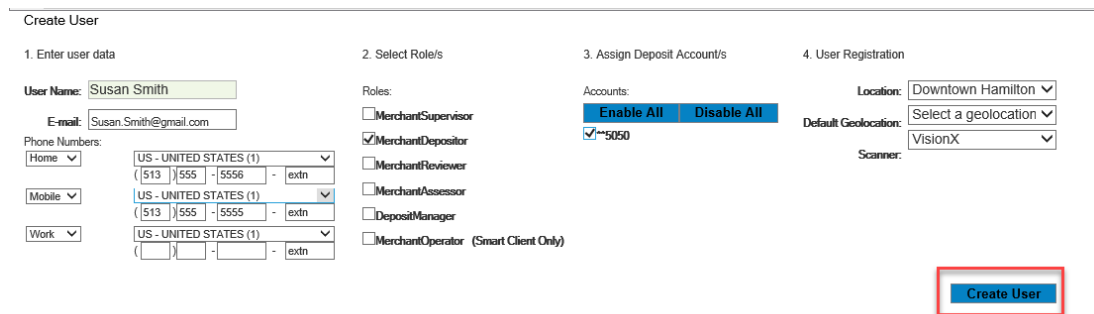 Create User
1. Enter user data
User Name: Susan Smith
E-mail: Susan.Smith@gmail.com
Phone Numbers:
Home US - UNITED STATES (1)
( 513 ) 555 - 5556 - extn
Mobile US - UNITED STATES (1)
( 513 ) 555 - 5555 - extn
Work US - UNITED STATES (1)
( ) - - extn
2. Select Role/s
Roles:
MerchantSupervisor
MerchantDepositor
MerchantReviewer
MerchantAssessor
DepositManager
MerchantOperator (Smart Client Only)
3. Assign Deposit Account/s
Accounts:
Enable All Disable All
**5050
4. User Registration
Location: Downtown Hamilton
Default Geolocation: Select a geolocation
Scanner: VisionX
Create User